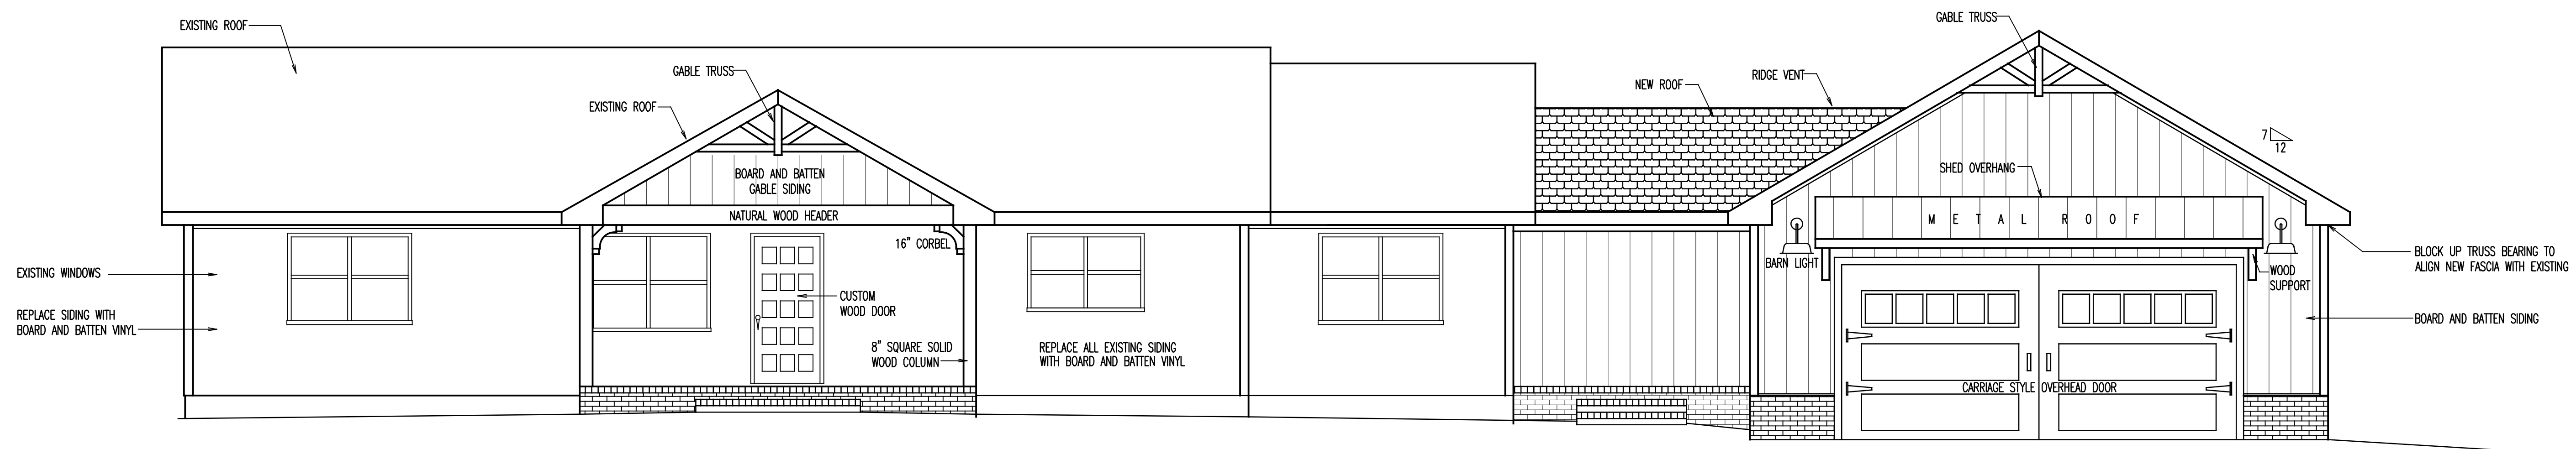 EXISTING ROOF
GABLE TRUSS
EXISTING ROOF
BOARD AND BATTEN
GABLE SIDING
NATURAL WOOD HEADER
16" CORBEL
EXISTING WINDOWS
REPLACE SIDING WITH
BOARD AND BATTEN VINYL
CUSTOM
WOOD DOOR
8" SQUARE SOLID
WOOD COLUMN
REPLACE ALL EXISTING SIDING
WITH BOARD AND BATTEN VINYL
NEW ROOF
RIDGE VENT
GABLE TRUSS
7
12
SHED OVERHANG
METAL ROOF
BARN LIGHT
WOOD
SUPPORT
CARRIAGE STYLE OVERHEAD DOOR
BLOCK UP TRUSS BEARING TO
ALIGN NEW FASCIA WITH EXISTING
BOARD AND BATTEN SIDING